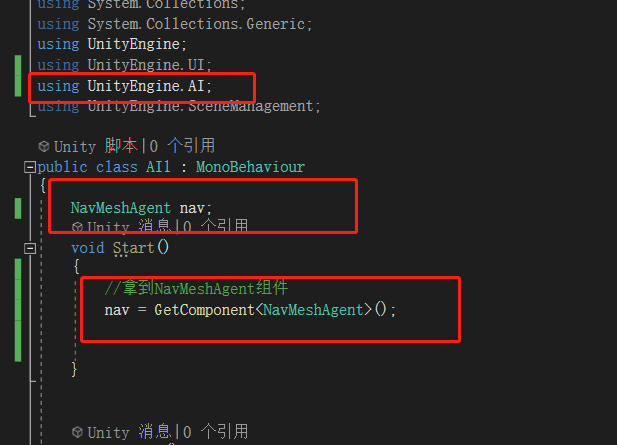 using System.Collections;
using System.Collections.Generic;
using UnityEngine;
using UnityEngine.UI;
using UnityEngine.AI;
using UnityEngine.SceneManagement;
Unity 脚本|0 个引用
public class AI1 : MonoBehaviour
{
NavMeshAgent nav;
Unity 消息|0 个引用
void Start()
{
//拿到NavMeshAgent组件
nav = GetComponent<NavMeshAgent>();
}
Unity 消息|0 个引用